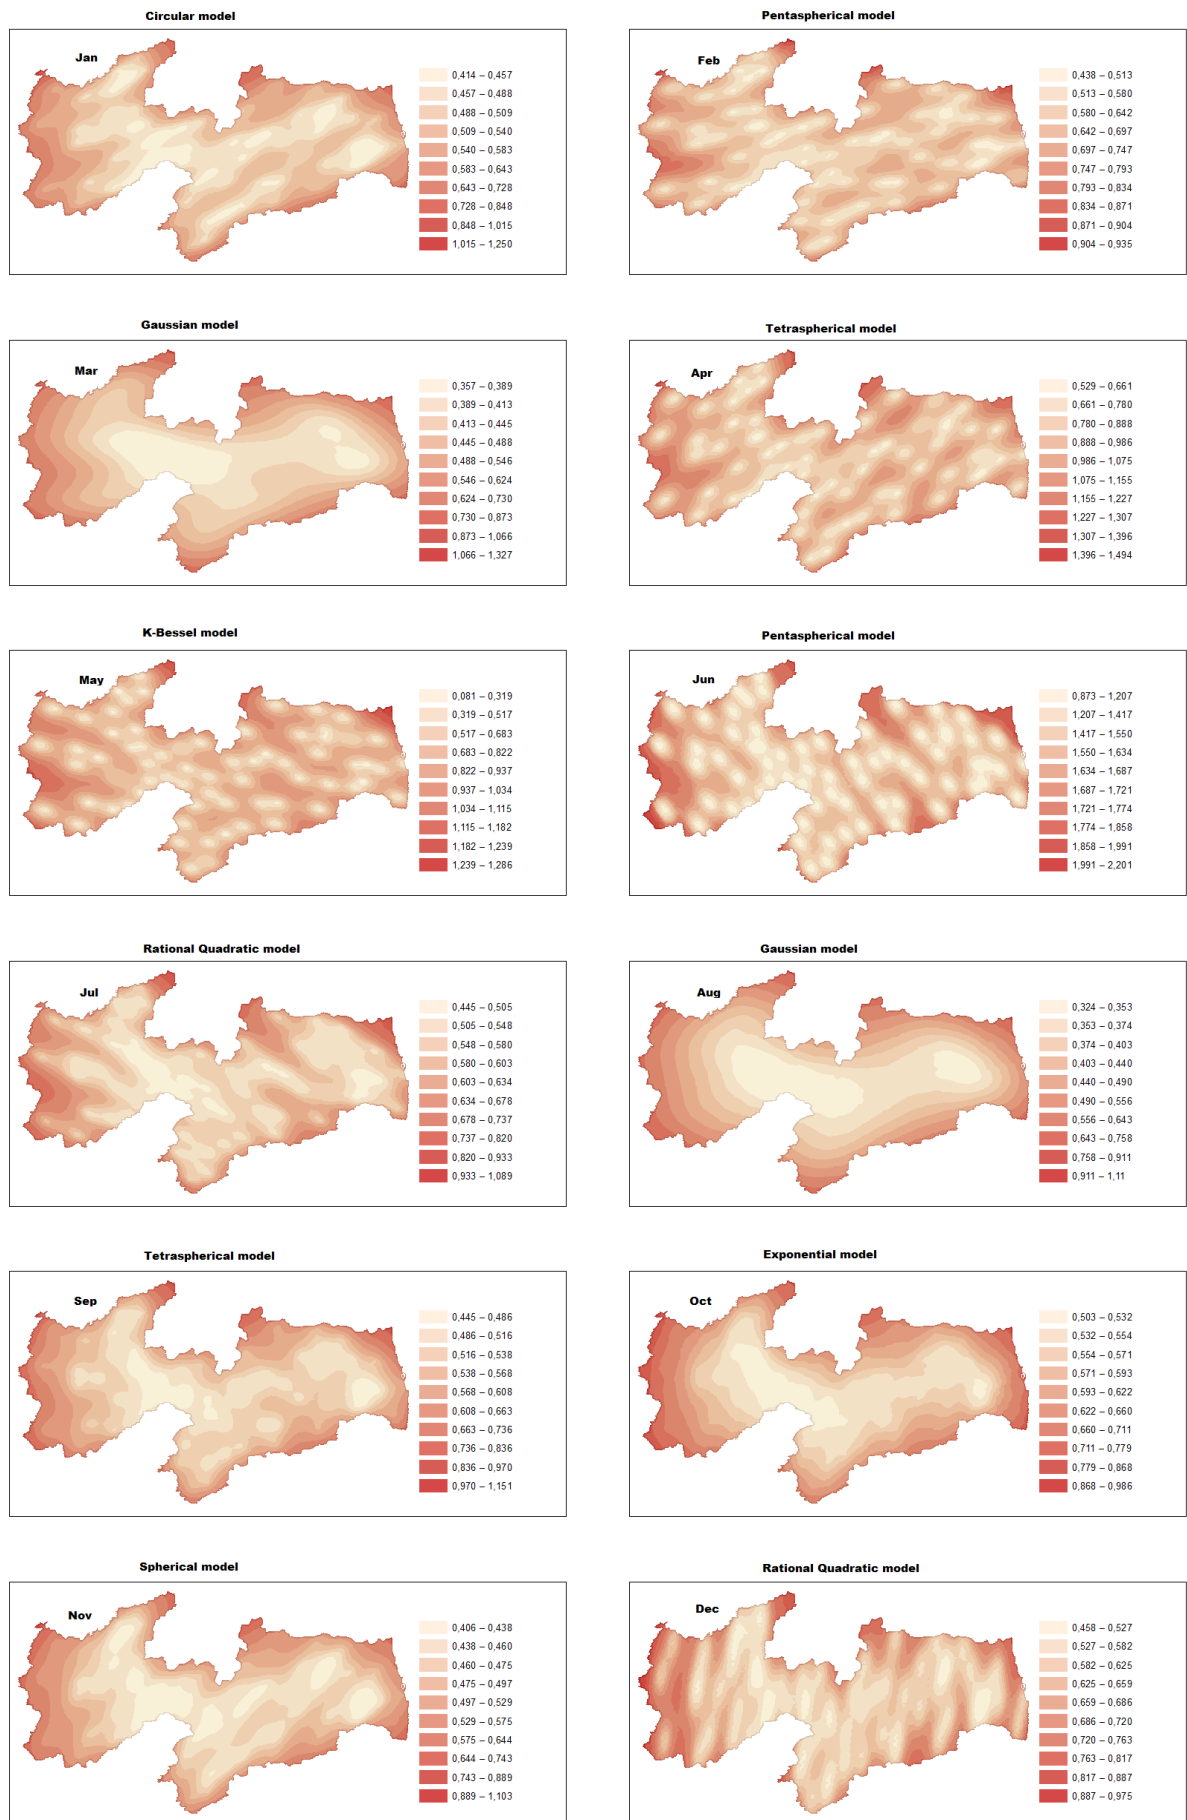 Circular model
Jan
0,414 – 0,457
0,457 – 0,488
0,488 – 0,509
0,509 – 0,540
0,540 – 0,583
0,583 – 0,643
0,643 – 0,728
0,728 – 0,848
0,848 – 1,015
1,015 – 1,250
Pentaspherical model
Feb
0,438 – 0,513
0,513 – 0,580
0,580 – 0,642
0,642 – 0,697
0,697 – 0,747
0,747 – 0,793
0,793 – 0,834
0,834 – 0,871
0,871 – 0,904
0,904 – 0,935
Gaussian model
Mar
0,357 – 0,389
0,389 – 0,413
0,413 – 0,445
0,445 – 0,488
0,488 – 0,546
0,546 – 0,624
0,624 – 0,730
0,730 – 0,873
0,873 – 1,066
1,066 – 1,327
Tetraspherical model
Apr
0,529 – 0,661
0,661 – 0,780
0,780 – 0,888
0,888 – 0,986
0,986 – 1,075
1,075 – 1,155
1,155 – 1,227
1,227 – 1,307
1,307 – 1,396
1,396 – 1,494
K-Bessel model
May
0,081 – 0,319
0,319 – 0,517
0,517 – 0,683
0,683 – 0,822
0,822 – 0,937
0,937 – 1,034
1,034 – 1,115
1,115 – 1,182
1,182 – 1,239
1,239 – 1,286
Pentaspherical model
Jun
0,873 – 1,207
1,207 – 1,417
1,417 – 1,550
1,550 – 1,634
1,634 – 1,687
1,687 – 1,721
1,721 – 1,774
1,774 – 1,858
1,858 – 1,991
1,991 – 2,201
Rational Quadratic model
Jul
0,445 – 0,505
0,505 – 0,548
0,548 – 0,580
0,580 – 0,603
0,603 – 0,634
0,634 – 0,678
0,678 – 0,737
0,737 – 0,820
0,820 – 0,933
0,933 – 1,089
Gaussian model
Aug
0,324 – 0,353
0,353 – 0,374
0,374 – 0,403
0,403 – 0,440
0,440 – 0,490
0,490 – 0,556
0,556 – 0,643
0,643 – 0,758
0,758 – 0,911
0,911 – 1,11
Tetraspherical model
Sep
0,445 – 0,486
0,486 – 0,516
0,516 – 0,538
0,538 – 0,568
0,568 – 0,608
0,608 – 0,663
0,663 – 0,736
0,736 – 0,836
0,836 – 0,970
0,970 – 1,151
Exponential model
Oct
0,503 – 0,532
0,532 – 0,554
0,554 – 0,571
0,571 – 0,593
0,593 – 0,622
0,622 – 0,660
0,660 – 0,711
0,711 – 0,779
0,779 – 0,868
0,868 – 0,986
Spherical model
Nov
0,406 – 0,438
0,438 – 0,460
0,460 – 0,475
0,475 – 0,497
0,497 – 0,529
0,529 – 0,575
0,575 – 0,644
0,644 – 0,743
0,743 – 0,889
0,889 – 1,103
Rational Quadratic model
Dec
0,458 – 0,527
0,527 – 0,582
0,582 – 0,625
0,625 – 0,659
0,659 – 0,686
0,686 – 0,720
0,720 – 0,763
0,763 – 0,817
0,817 – 0,887
0,887 – 0,975